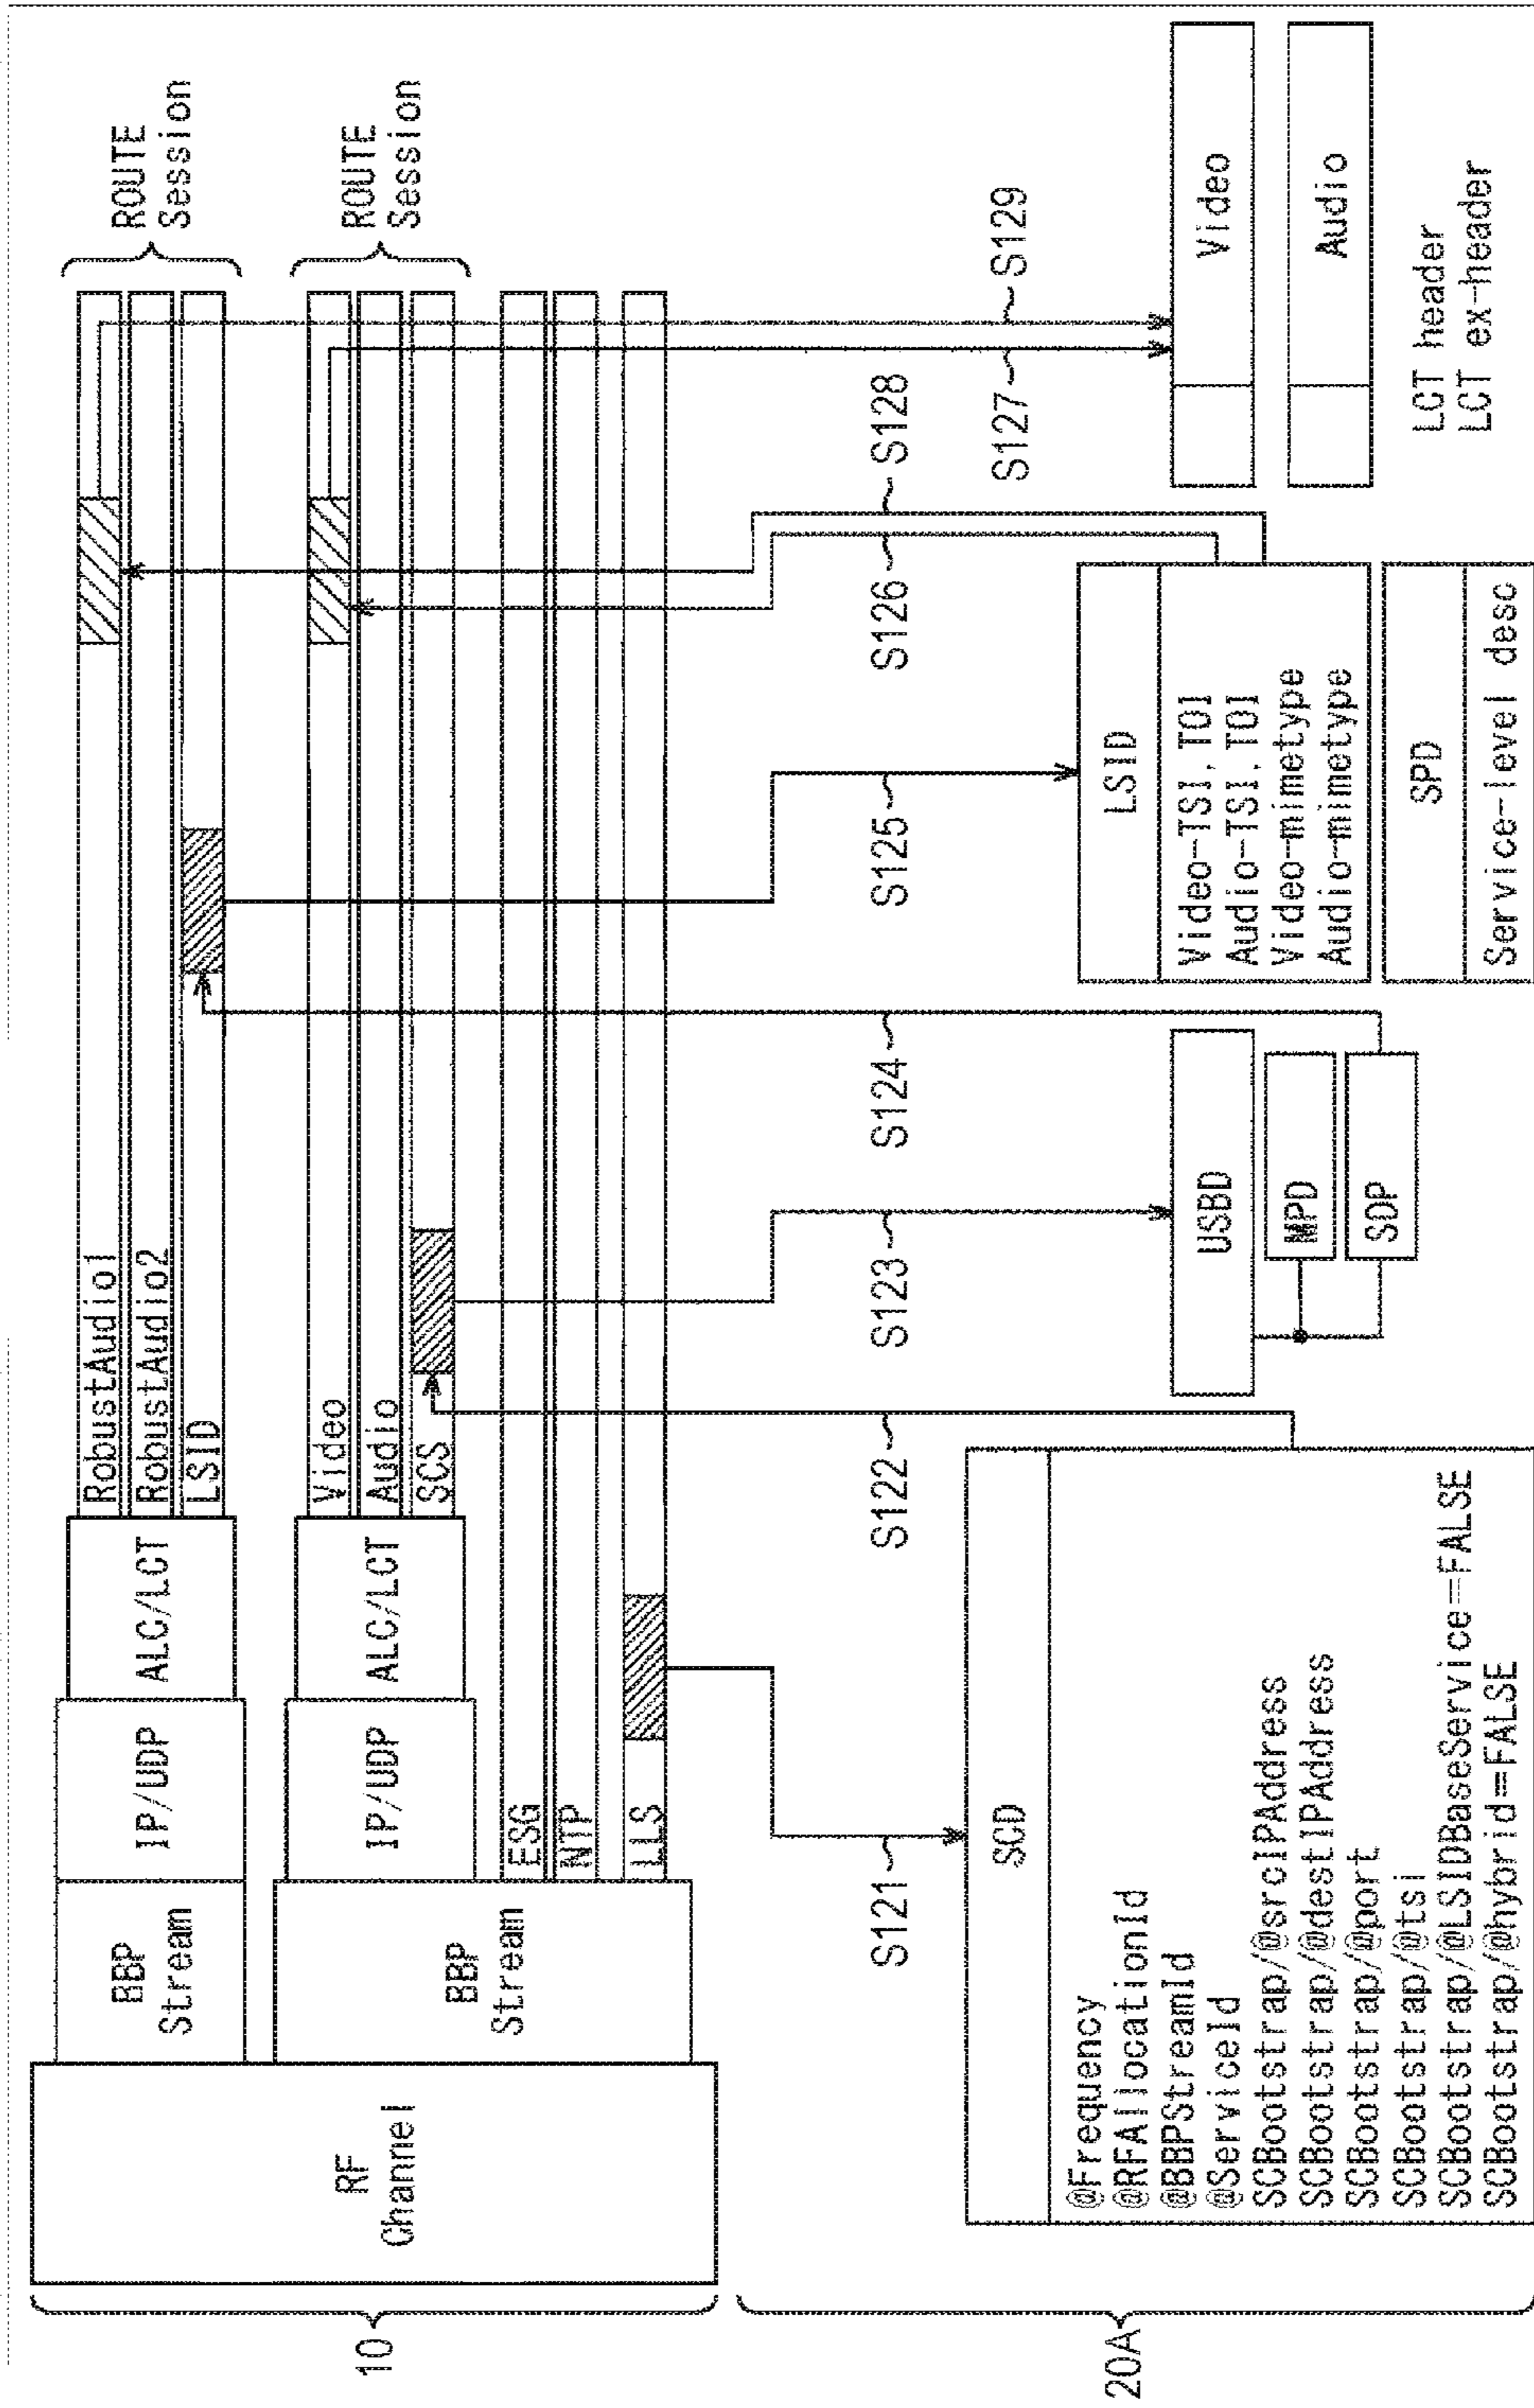 10
RF
Channel
BBP
Stream
IP/UDP
ALC/LCT
RobustAudio1
RobustAudio2
LSID
ROUTE
Session
BBP
Stream
IP/UDP
ALC/LCT
Video
Audio
SCS
ROUTE
Session
ESG
NTP
LLS
20A
S121
S122
S123
S124
S125
S126
S128
S127
S129
SCD
@Frequency
@RFAllocationId
@BBPStreamId
@ServiceId
SCBootstrap/@srcIPAddress
SCBootstrap/@destIPAddress
SCBootstrap/@port
SCBootstrap/@tsi
SCBootstrap/@LSIDBaseService=FALSE
SCBootstrap/@hybrid=FALSE
USBD
MPD
SDP
LSID
Video-TSI, TOI
Audio-TSI, TOI
Video-mimetype
Audio-mimetype
SPD
Service-level desc
Video
Audio
LCT header
LCT ex-header